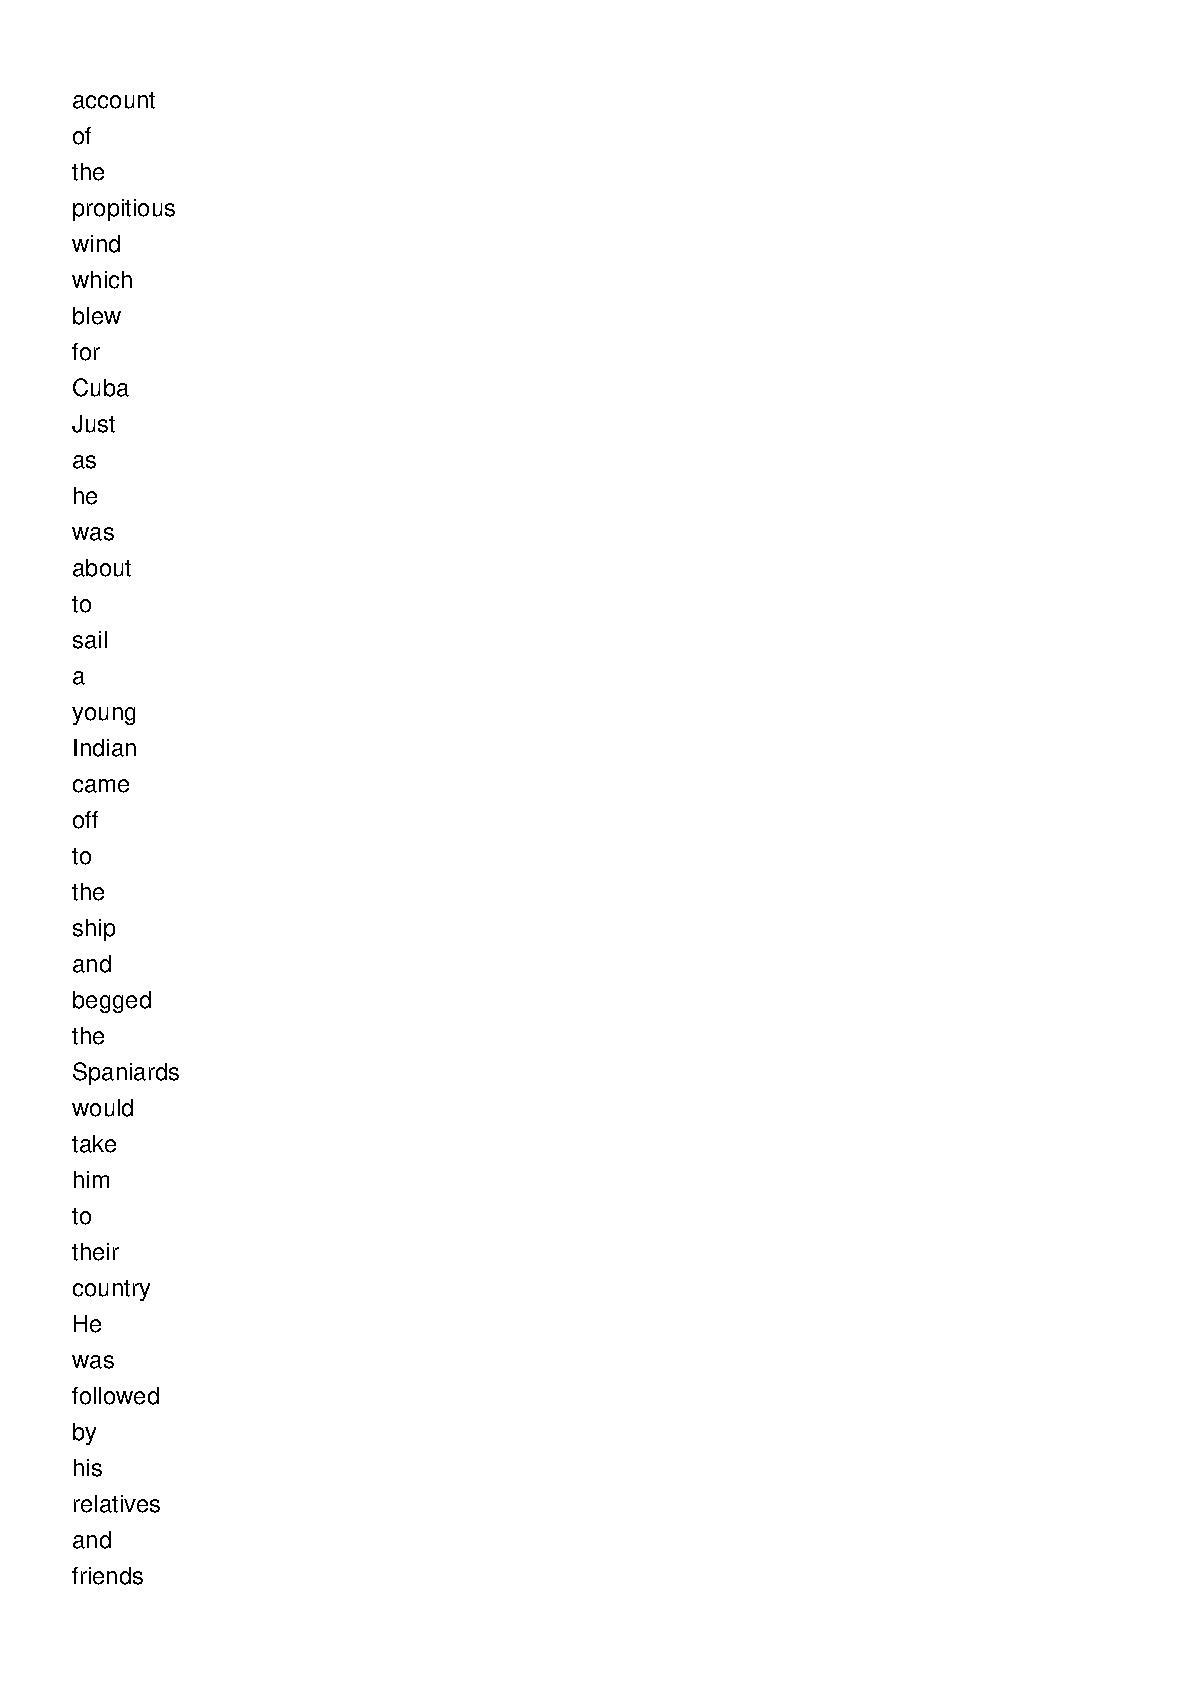 account
of
the
propitious
wind
which
blew
for
Cuba
Just
as
he
was
about
to
sail
a
young
Indian
came
off
to
the
ship
and
begged
the
Spaniards
would
take
him
to
their
country
He
was
followed
by
his
relatives
and
friends